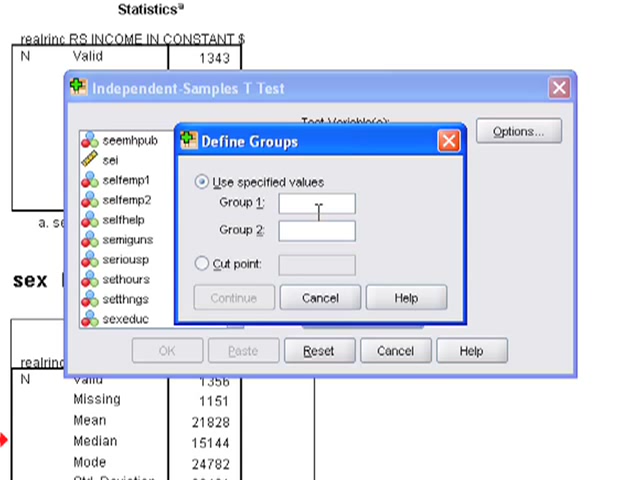 Statisticsª
realrinc RS INCOME IN CONSTANT $
N Valid 1343
Independent-Samples T Test
Test Variable(s):
Options...
Define Groups
seemhpub
sei
selfemp1
selfemp2
selfhelp
semiguns
seriousp
sethours
setthngs
sexeduc
Use specified values
Group 1:
Group 2:
Cut point:
Continue Cancel Help
a. se
sex
OK Paste Reset Cancel Help
realrinc
N Valid 1356
Missing 1151
Mean 21828
Median 15144
Mode 24782